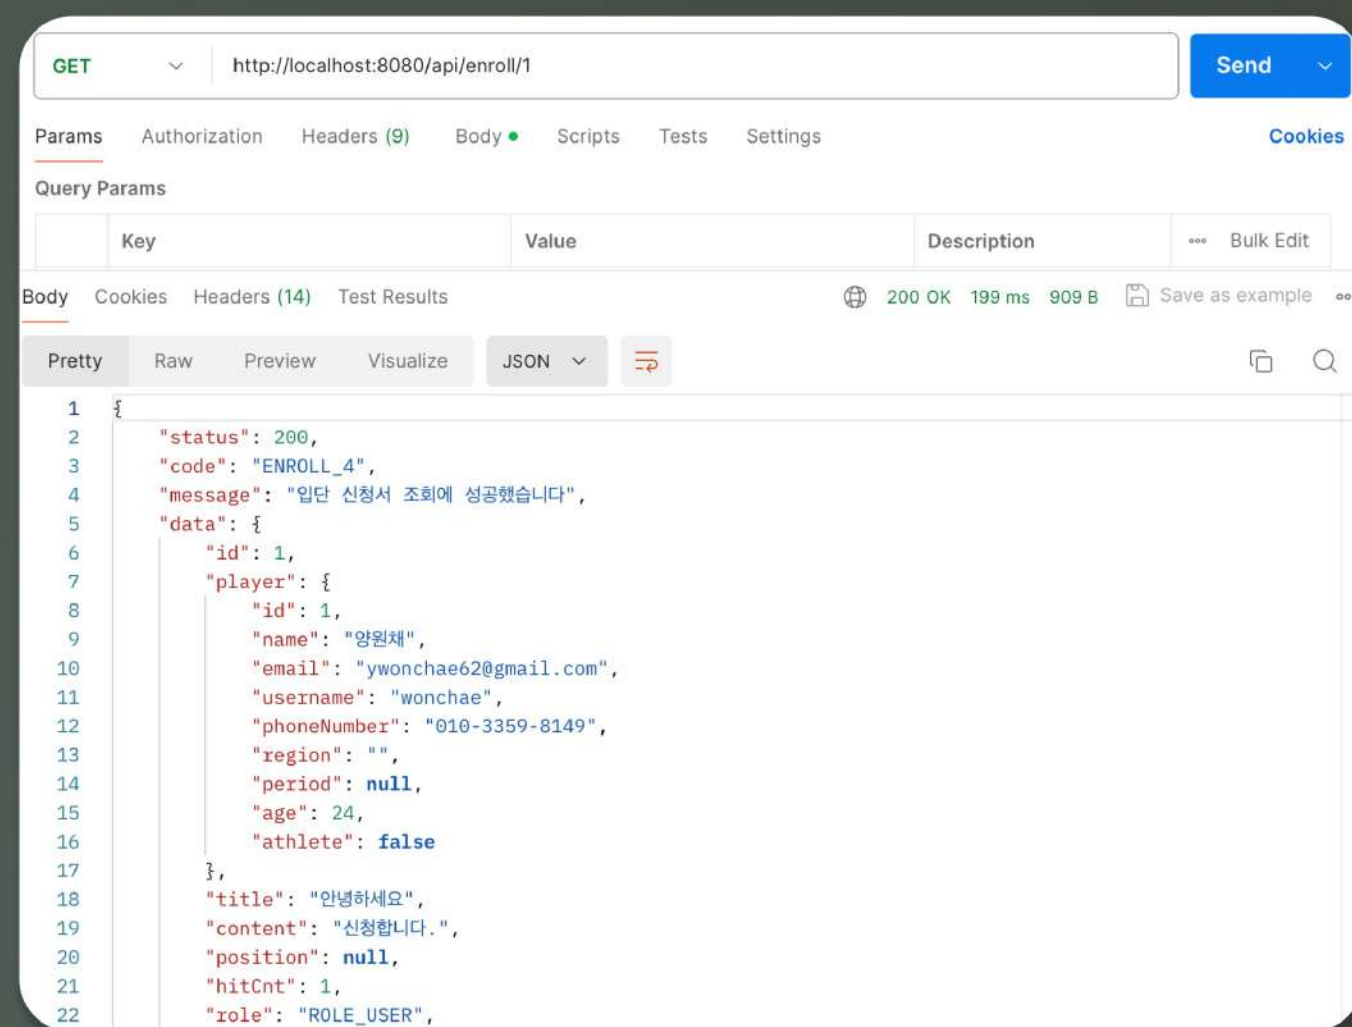 GET http://localhost:8080/api/enroll/1 Send
Params Authorization Headers (9) Body Scripts Tests Settings Cookies
Query Params
Key Value Description Bulk Edit
Body Cookies Headers (14) Test Results 200 OK 199 ms 909 B Save as example
Pretty Raw Preview Visualize JSON
1 {
2 "status": 200,
3 "code": "ENROLL_4",
4 "message": "입단 신청서 조회에 성공했습니다",
5 "data": {
6 "id": 1,
7 "player": {
8 "id": 1,
9 "name": "양원채",
10 "email": "ywonchae62@gmail.com",
11 "username": "wonchae",
12 "phoneNumber": "010-3359-8149",
13 "region": "",
14 "period": null,
15 "age": 24,
16 "athlete": false
17 },
18 "title": "안녕하세요",
19 "content": "신청합니다.",
20 "position": null,
21 "hitCnt": 1,
22 "role": "ROLE_USER",